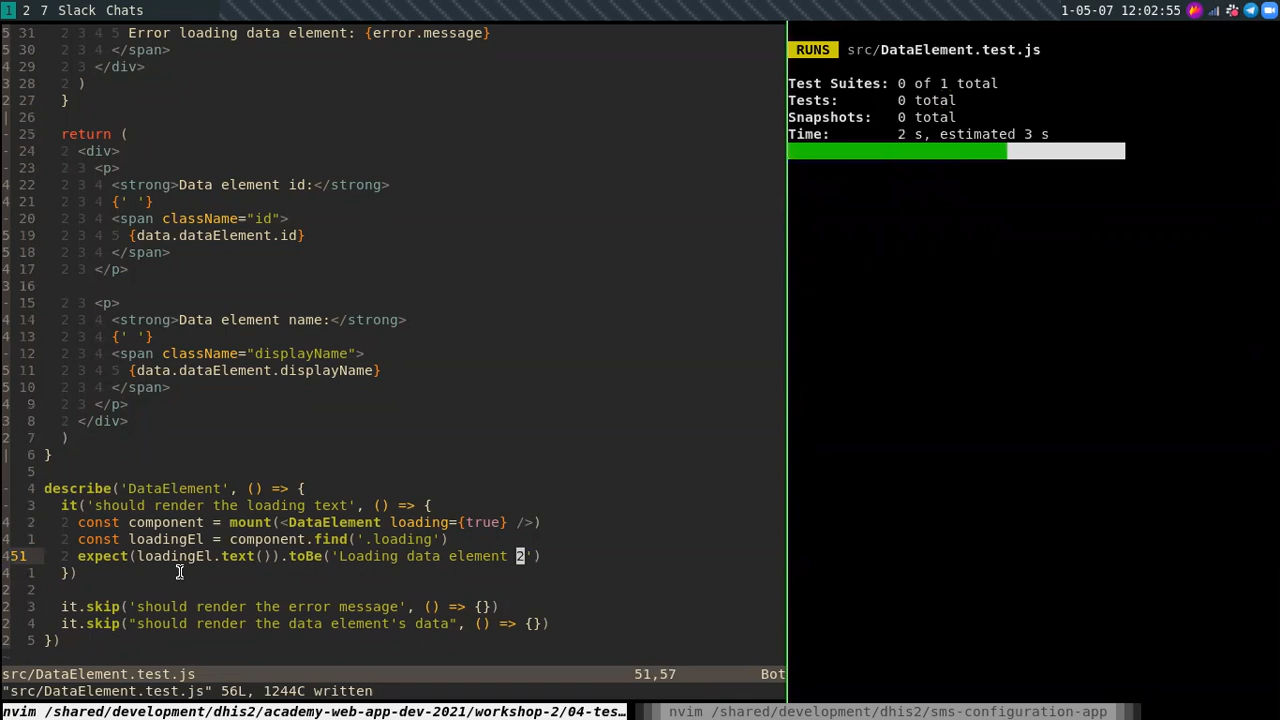 1 2 7 Slack Chats 1-05-07 12:02:55
5 31 2 3 4 5 Error loading data element: {error.message}
5 30 2 3 4 </span>
4 29 2 3 </div>
3 28 2 )
2 27 }
| 26
- 25 return (
- 24 2 <div>
- 23 2 3 <p>
4 22 2 3 4 <strong>Data element id:</strong>
4 21 2 3 4 {' '}
- 20 2 3 4 <span className="id">
5 19 2 3 4 5 {data.dataElement.id}
5 18 2 3 4 </span>
4 17 2 3 </p>
3 16
- 15 2 3 <p>
4 14 2 3 4 <strong>Data element name:</strong>
4 13 2 3 4 {' '}
- 12 2 3 4 <span className="displayName">
5 11 2 3 4 5 {data.dataElement.displayName}
5 10 2 3 4 </span>
4 9 2 3 </p>
3 8 2 </div>
2 7 )
| 6 }
5
- 4 describe('DataElement', () => {
- 3 it('should render the loading text', () => {
4 2 2 const component = mount(<DataElement loading={true} />)
4 1 2 const loadingEl = component.find('.loading')
4 51 2 expect(loadingEl.text()).toBe('Loading data element 2')
4 1 })
2 2
2 3 it.skip('should render the error message', () => {})
2 4 it.skip("should render the data element's data", () => {})
2 5 })
~
src/DataElement.test.js 51,57 Bot
"src/DataElement.test.js" 56L, 1244C written
RUNS src/DataElement.test.js
Test Suites: 0 of 1 total
Tests: 0 total
Snapshots: 0 total
Time: 2 s, estimated 3 s
nvim /shared/development/dhis2/academy-web-app-dev-2021/workshop-2/04-tes… nvim /shared/development/dhis2/sms-configuration-app